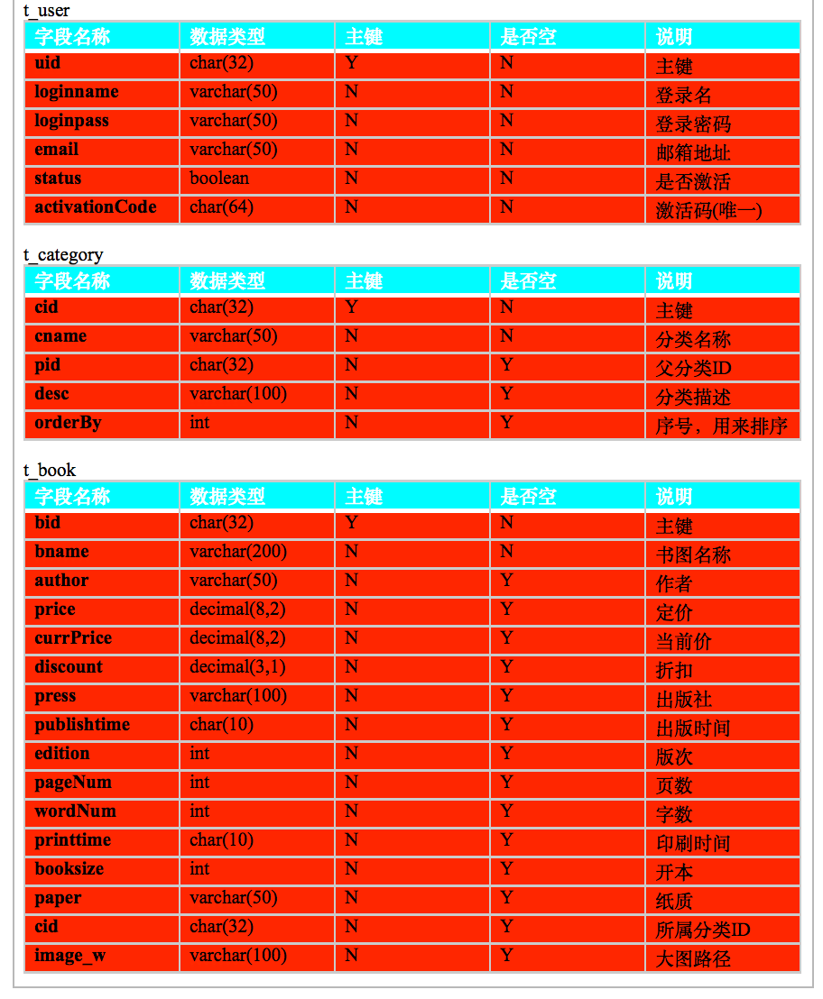 t_user
字段名称 数据类型 主键 是否空 说明
uid char(32) Y N 主键
loginname varchar(50) N N 登录名
loginpass varchar(50) N N 登录密码
email varchar(50) N N 邮箱地址
status boolean N N 是否激活
activationCode char(64) N N 激活码(唯一)
t_category
字段名称 数据类型 主键 是否空 说明
cid char(32) Y N 主键
cname varchar(50) N N 分类名称
pid char(32) N Y 父分类ID
desc varchar(100) N Y 分类描述
orderBy int N Y 序号，用来排序
t_book
字段名称 数据类型 主键 是否空 说明
bid char(32) Y N 主键
bname varchar(200) N N 书图名称
author varchar(50) N Y 作者
price decimal(8,2) N Y 定价
currPrice decimal(8,2) N Y 当前价
discount decimal(3,1) N Y 折扣
press varchar(100) N Y 出版社
publishtime char(10) N Y 出版时间
edition int N Y 版次
pageNum int N Y 页数
wordNum int N Y 字数
printtime char(10) N Y 印刷时间
booksize int N Y 开本
paper varchar(50) N Y 纸质
cid char(32) N Y 所属分类ID
image_w varchar(100) N Y 大图路径